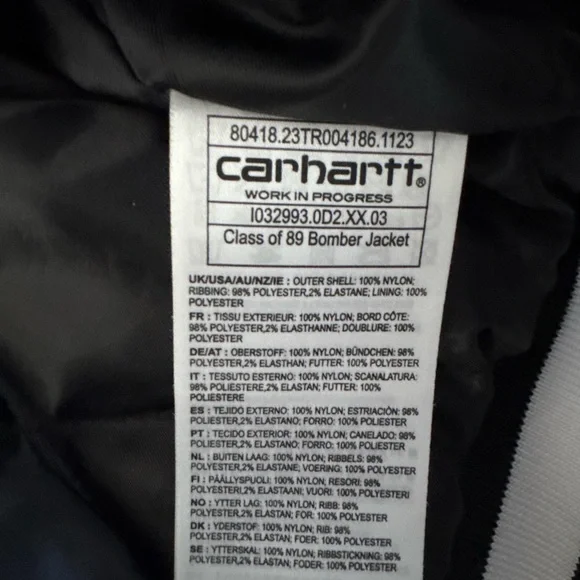 80418.23TR004186.1123
carhartt®
WORK IN PROGRESS
I032993.0D2.XX.03
Class of 89 Bomber Jacket
UK/USA/AU/NZ/IE : OUTER SHELL: 100% NYLON;
RIBBING: 98% POLYESTER,2% ELASTANE; LINING: 100%
POLYESTER
FR : TISSU EXTERIEUR: 100% NYLON; BORD CÔTE:
98% POLYESTER,2% ELASTHANNE; DOUBLURE: 100%
POLYESTER
DE/AT : OBERSTOFF: 100% NYLON; BÜNDCHEN: 98%
POLYESTER,2% ELASTHAN; FUTTER: 100% POLYESTER
IT : TESSUTO ESTERNO: 100% NYLON; SCANALATURA:
98% POLIESTERE,2% ELASTAN; FUTTER: 100%
POLIESTERE
ES : TEJIDO EXTERNO: 100% NYLON; ESTRIACIÓN: 98%
POLIESTER,2% ELASTANO; FORRO: 100% POLIESTER
PT : TECIDO EXTERIOR: 100% NYLON; CANELADO: 98%
POLIESTER,2% ELASTANO; FORRO: 100% POLIESTER
NL : BUITEN LAAG: 100% NYLON; RIBBELS: 98%
POLYESTER,2% ELASTANE; VOERING: 100% POLYESTER
FI : PÄÄLLYSPUOLI: 100% NYLON; RESORI: 98%
POLYESTERI,2% ELASTAANI; VUORI: 100% POLYESTERI
NO : YTTER LAG: 100% NYLON; RIBB: 98%
POLYESTER,2% ELASTAN; FOR: 100% POLYESTER
DK : YDERSTOF: 100% NYLON; RIB: 98%
POLYESTER,2% ELASTAN; FOER: 100% POLYESTER
SE : YTTERSKAL: 100% NYLON; RIBBSTICKNING: 98%
POLYESTER,2% ELASTAN; FODER: 100% POLYESTER